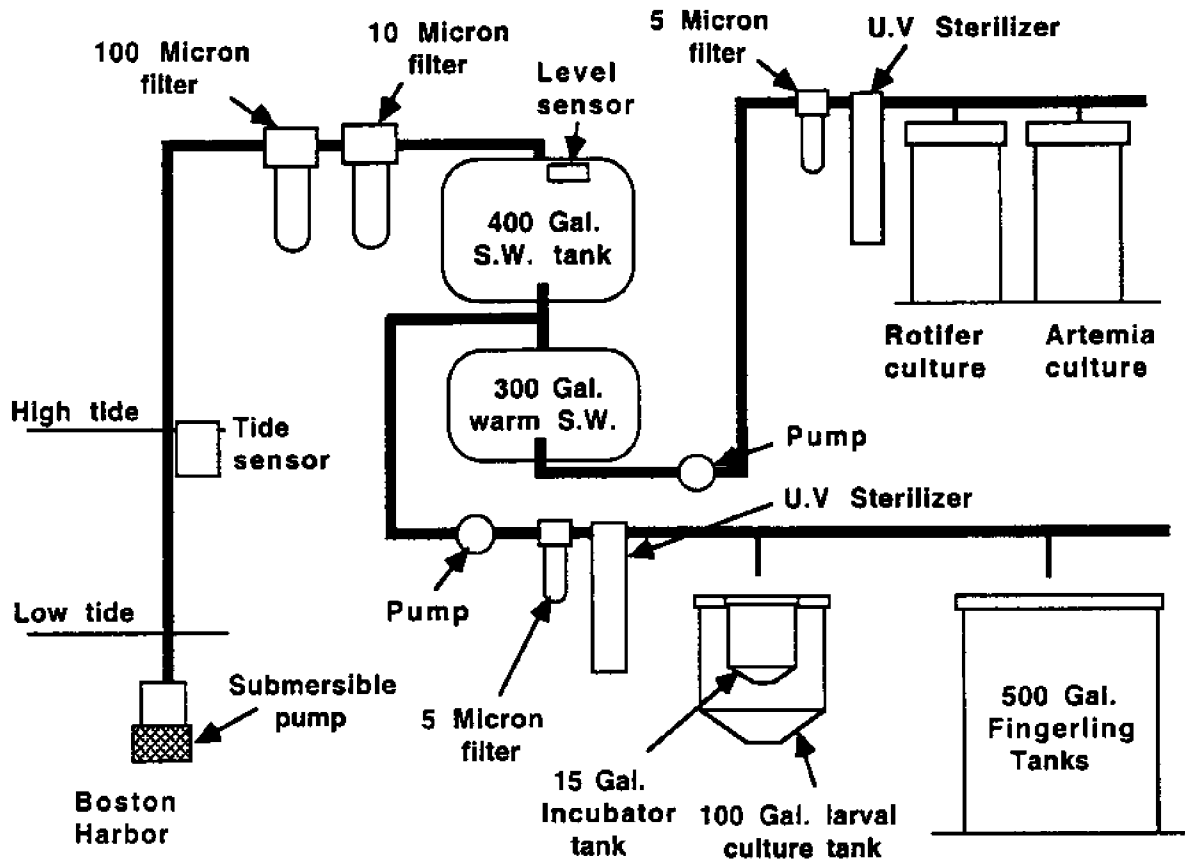 100 Micron
filter
10 Micron
filter
Level
sensor
5 Micron
filter
U.V Sterilizer
400 Gal.
S.W. tank
Rotifer
culture
Artemia
culture
300 Gal.
warm S.W.
High tide
Tide
sensor
Pump
U.V Sterilizer
Pump
Low tide
Submersible
pump
5 Micron
filter
500 Gal.
Fingerling
Tanks
15 Gal.
Incubator
tank
100 Gal. larval
culture tank
Boston
Harbor